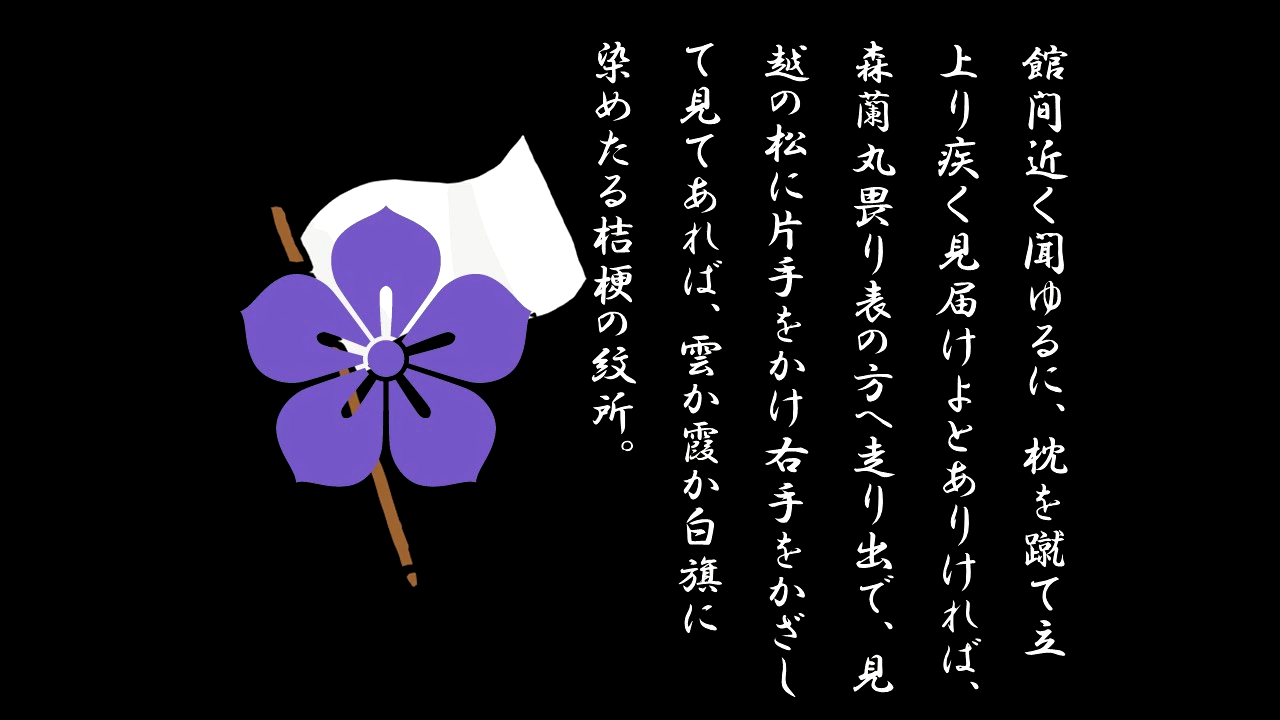 館間近く聞ゆるに、枕を蹴て立
上り疾く見届けよとありければ、
森蘭丸畏り表の方へ走り出で、見
越の松に片手をかけ右手をかざし
て見てあれば、雲か霞か白旗に
染めたる桔梗の紋所。